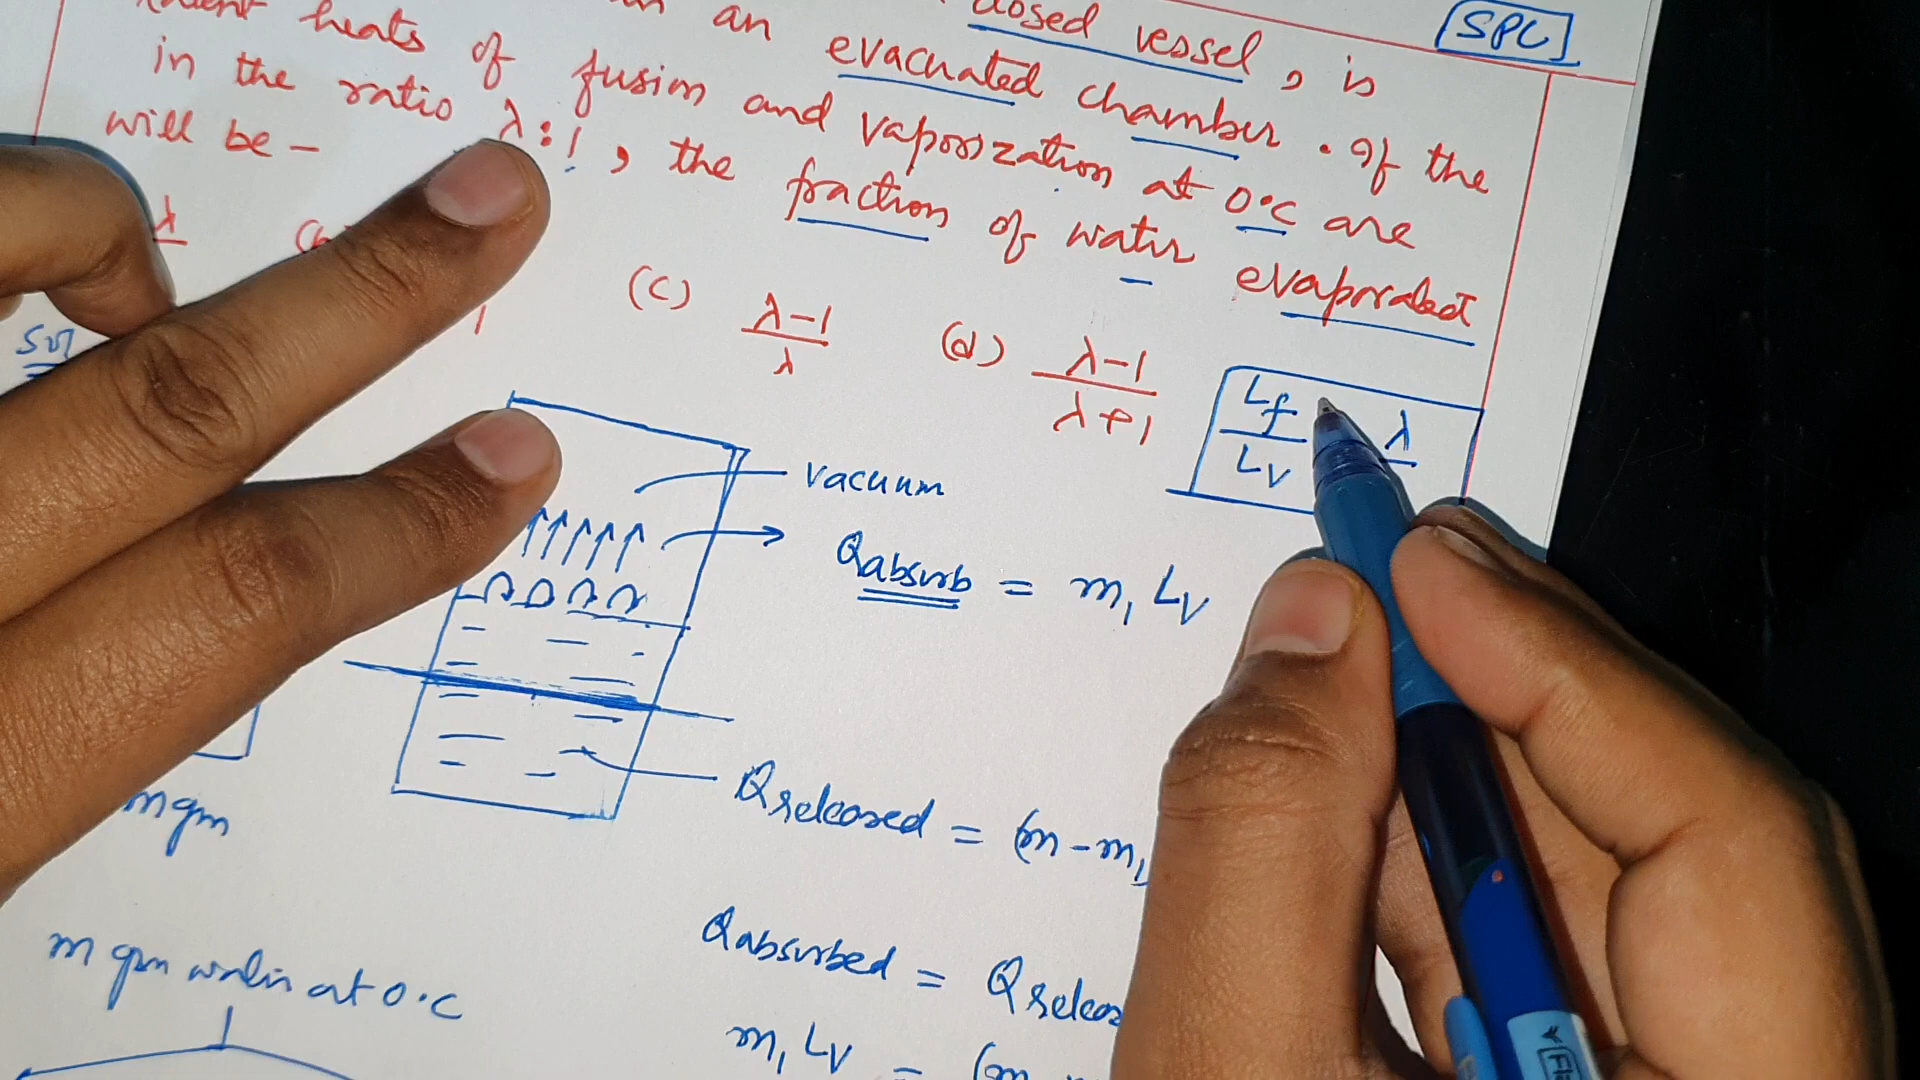 SPC
closed vessel, is
an evacuated chamber. If the
heats of fusion and vaporization at 0°C are
in the ratio λ:1, the fraction of water evaporated
will be -
λ
(c) λ-1/λ (d) λ-1/λ+1
Sol
Lf/Lv λ
vacuum
Qabsorb = m1 Lv
Qreleased = (m-m1
mgm
Qabsorbed = Qreleas
m gm water at 0°C
m1 Lv = (m